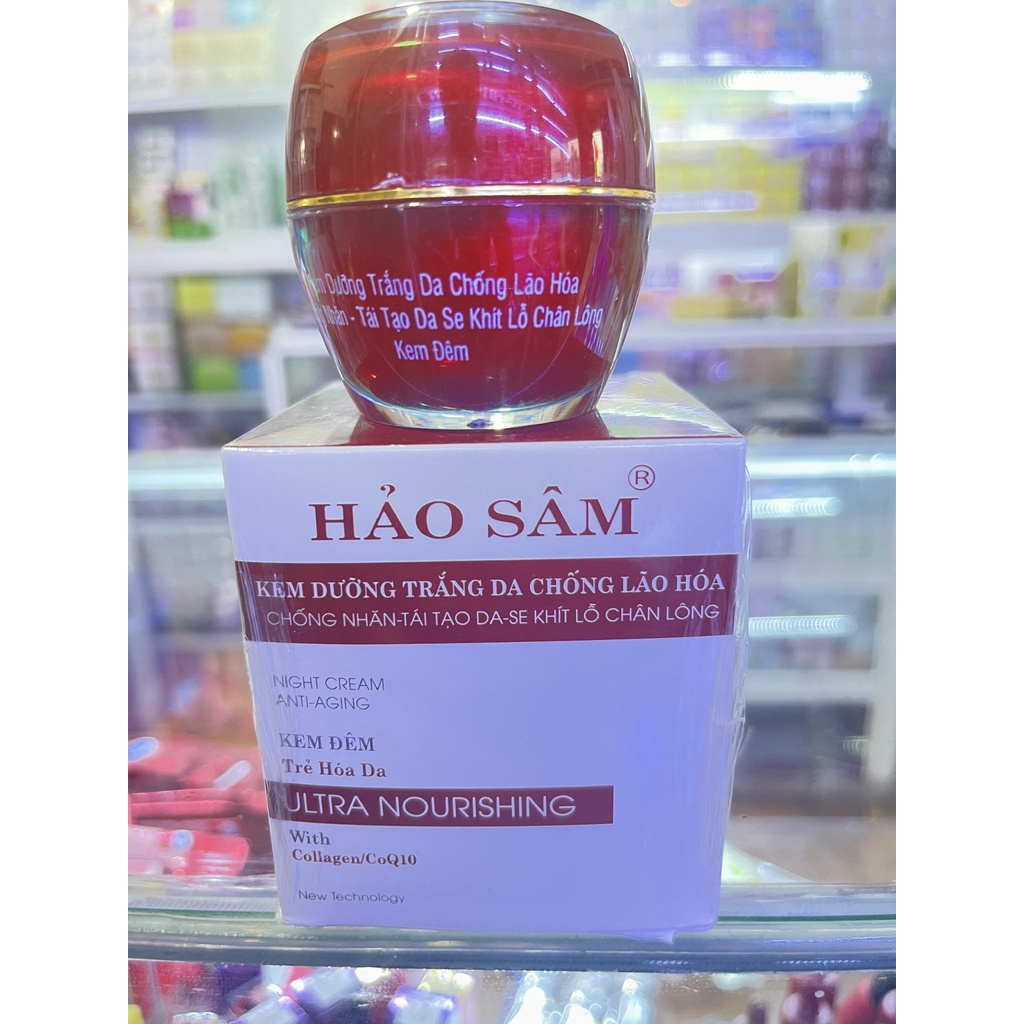 Dưỡng Trắng Da Chống Lão Hóa
Nhăn - Tái Tạo Da Se Khít Lỗ Chân Lông
Kem Đêm
HẢO SÂM ®
KEM DƯỠNG TRẮNG DA CHỐNG LÃO HÓA
CHỐNG NHĂN-TÁI TẠO DA-SE KHÍT LỖ CHÂN LÔNG
NIGHT CREAM
ANTI-AGING
KEM ĐÊM
Trẻ Hóa Da
ULTRA NOURISHING
With
Collagen/CoQ10
New Technology